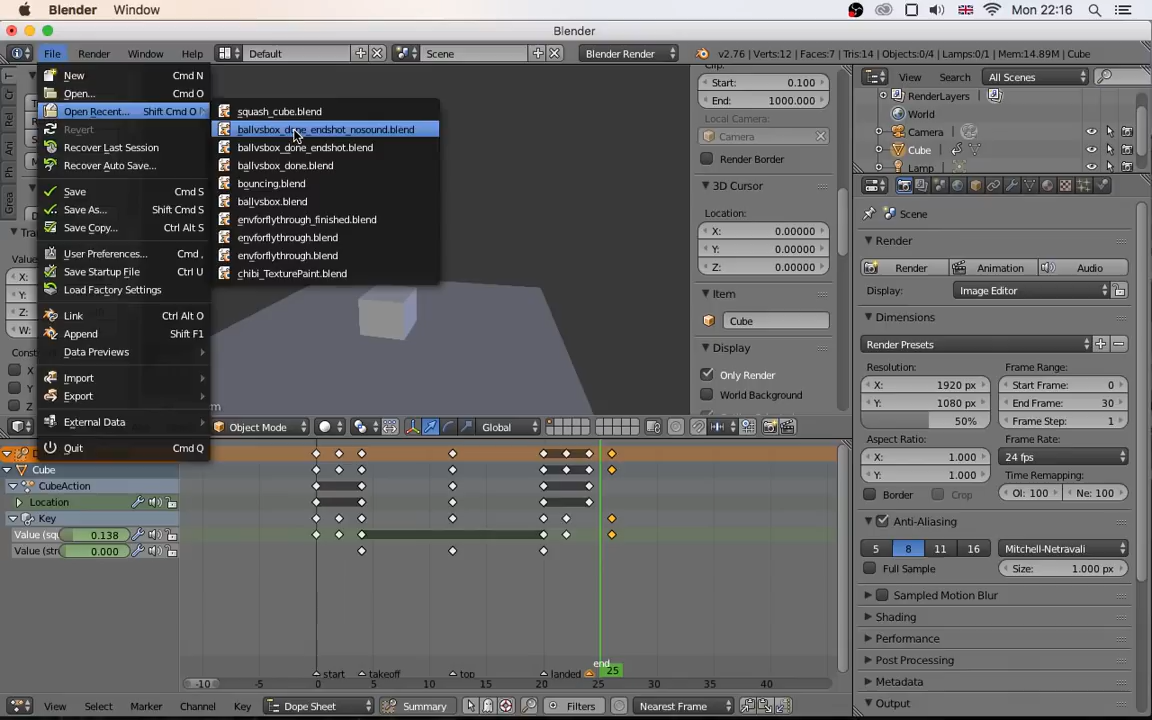 Window Mon 22:16
Blender
File Render Window Help Default Scene Blender Render v2.76 | Verts:12 | Faces:7 | Tris:14 | Objects:0/4 | Lamps:0/1 | Mem:14.89M | Cube
New Cmd N
Open... Cmd O
Open Recent... Shift Cmd O
Revert
Recover Last Session
Recover Auto Save...
Save Cmd S
Save As... Shift Cmd S
Save Copy... Ctrl Alt S
User Preferences... Cmd ,
Save Startup File Ctrl U
Load Factory Settings
Link Ctrl Alt O
Append Shift F1
Data Previews
Import
Export
External Data
Quit Cmd Q
squash_cube.blend
ballvsbox_done_endshot_nosound.blend
ballvsbox_done_endshot.blend
ballvsbox_done.blend
bouncing.blend
ballvsbox.blend
envforflythrough_finished.blend
envforflythrough.blend
envforflythrough.blend
chibi_TexturePaint.blend
Start: 0.100
End: 1000.000
Local Camera:
Camera
Render Border
3D Cursor
Location:
X: 0.00000
Y: 0.00000
Z: 0.00000
Item
Cube
Display
Only Render
World Background
View Search All Scenes
RenderLayers
World
Camera
Cube
Lamp
Scene
Render
Render Animation Audio
Display: Image Editor
Dimensions
Render Presets
Resolution: Frame Range:
X: 1920 px Start Frame: 0
Y: 1080 px End Frame: 30
50% Frame Step: 1
Aspect Ratio: Frame Rate:
X: 1.000 24 fps
Y: 1.000 Time Remapping:
Border Crop Ol: 100 Ne: 100
Anti-Aliasing
5 8 11 16 Mitchell-Netravali
Full Sample Size: 1.000 px
Sampled Motion Blur
Shading
Performance
Post Processing
Metadata
Output
Object Mode Global
Cube
CubeAction
Location
Key
Value (squ 0.138
Value (stre 0.000
start takeoff top landed end
-10 -5 0 5 10 15 20 25 30 35 40
View Select Marker Channel Key Dope Sheet Summary Filters Nearest Frame